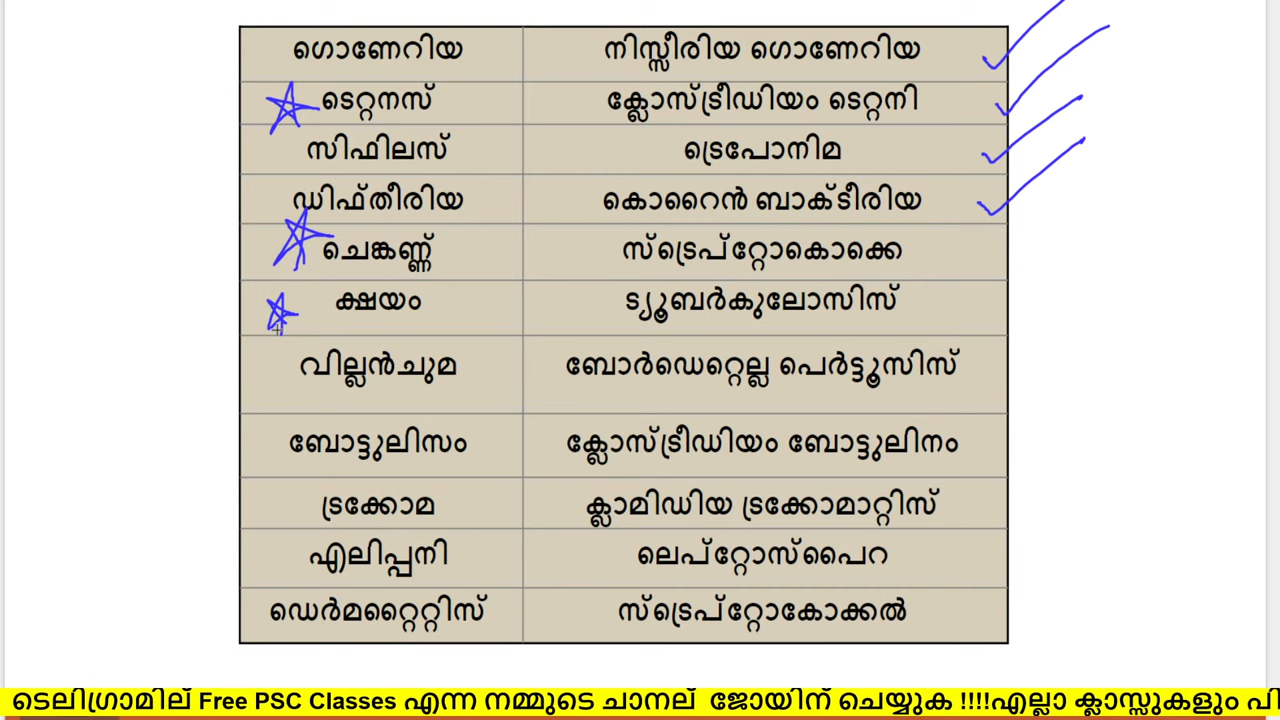 ഗൊണേറിയ നിസ്സീരിയ ഗൊണേറിയ
ടെറ്റനസ് ക്ലോസ്ട്രീഡിയം ടെറ്റനി
സിഫിലസ് ട്രെപോനിമ
ഡിഫ്തീരിയ കൊറൈൻ ബാക്ടീരിയ
ചെങ്കണ്ണ് സ്ട്രെപ്റ്റോകൊക്കെ
ക്ഷയം ട്യൂബർകുലോസിസ്
വില്ലൻചുമ ബോർഡെറ്റെല്ല പെർട്ടൂസിസ്
ബോട്ടുലിസം ക്ലോസ്ട്രീഡിയം ബോട്ടുലിനം
ട്രക്കോമ ക്ലാമിഡിയ ട്രക്കോമാറ്റിസ്
എലിപ്പനി ലെപ്റ്റോസ്പൈറ
ഡെർമറ്റൈറ്റിസ് സ്ട്രെപ്റ്റോകോക്കൽ
ടെലിഗ്രാമില് Free PSC Classes എന്ന നമ്മുടെ ചാനല് ജോയിന് ചെയ്യുക !!!!എല്ലാ ക്ലാസ്സുകളും പി